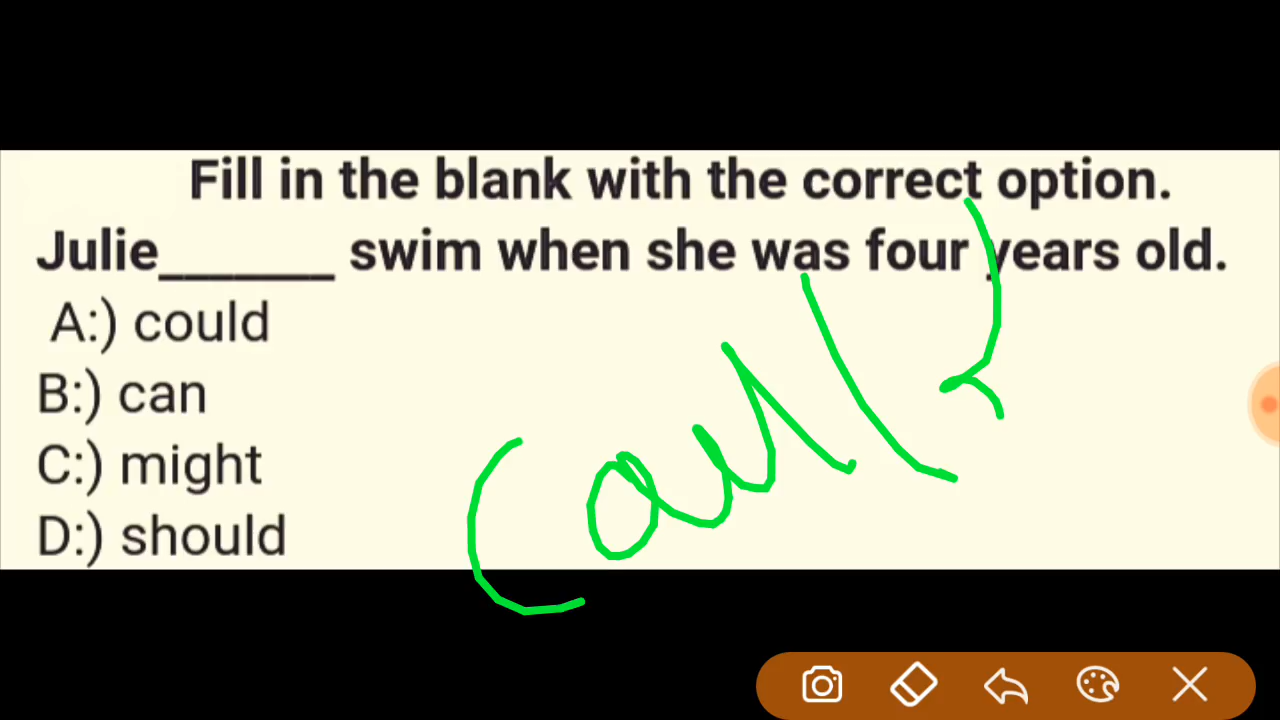 Fill in the blank with the correct option.
Julie_______ swim when she was four years old.
A:) could
B:) can
C:) might
D:) should